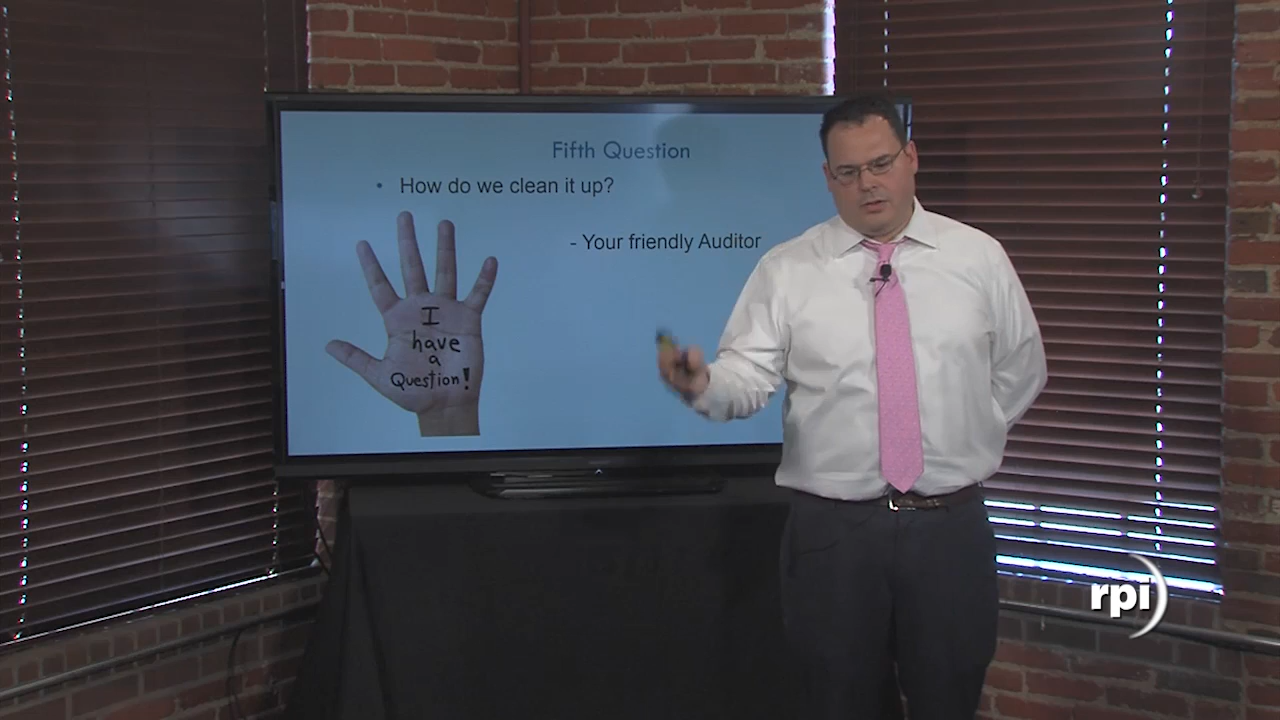 Fifth Question
• How do we clean it up?
- Your friendly Auditor
I
have
a
Question!
rpi